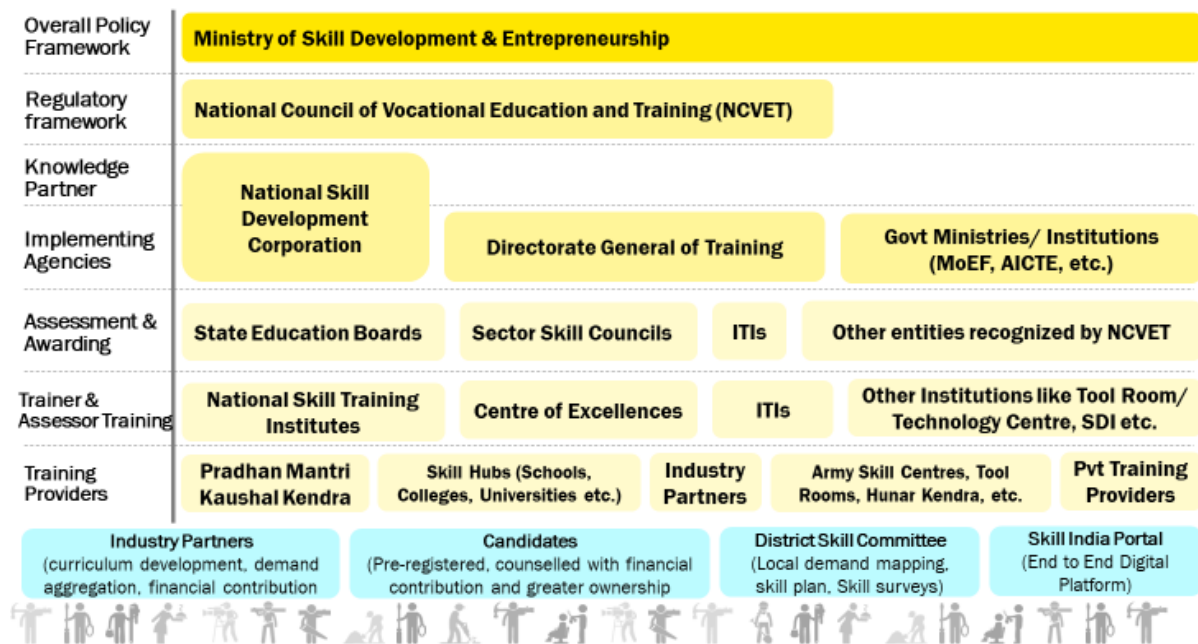 Overall Policy
Framework
Ministry of Skill Development & Entrepreneurship
Regulatory
framework
National Council of Vocational Education and Training (NCVET)
Knowledge
Partner
National Skill
Development
Corporation
Implementing
Agencies
Directorate General of Training
Govt Ministries/ Institutions
(MoEF, AICTE, etc.)
Assessment &
Awarding
State Education Boards
Sector Skill Councils
ITIs
Other entities recognized by NCVET
Trainer &
Assessor Training
National Skill Training
Institutes
Centre of Excellences
ITIs
Other Institutions like Tool Room/
Technology Centre, SDI etc.
Training
Providers
Pradhan Mantri
Kaushal Kendra
Skill Hubs (Schools,
Colleges, Universities etc.)
Industry
Partners
Army Skill Centres, Tool
Rooms, Hunar Kendra, etc.
Pvt Training
Providers
Industry Partners
(curriculum development, demand
aggregation, financial contribution
Candidates
(Pre-registered, counselled with financial
contribution and greater ownership
District Skill Committee
(Local demand mapping,
skill plan, Skill surveys)
Skill India Portal
(End to End Digital
Platform)